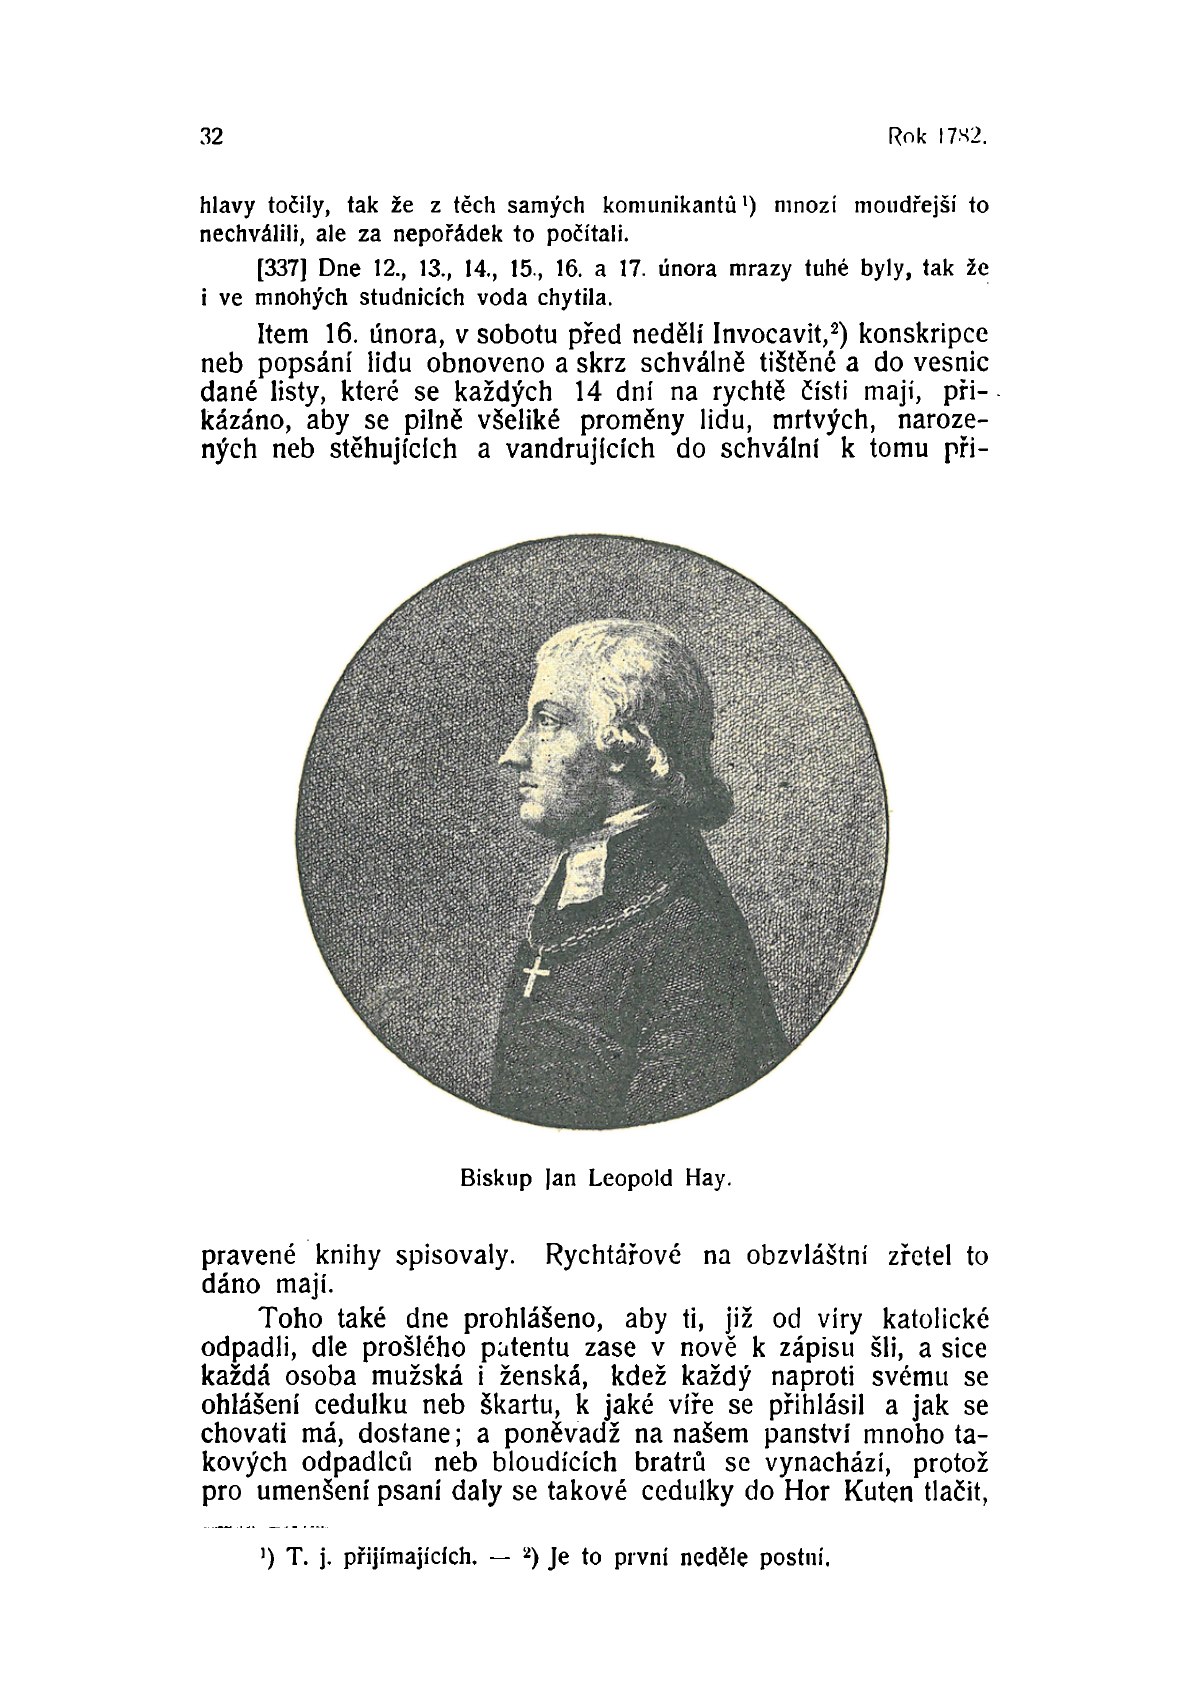 32 Rok 1782.
hlavy točily, tak že z těch samých komunikantů¹) mnozí moudřejší to
nechválili, ale za nepořádek to počítali.
[337] Dne 12., 13., 14., 15., 16. a 17. února mrazy tuhé byly, tak že
i ve mnohých studnicích voda chytila.
Item 16. února, v sobotu před nedělí Invocavit,²) konskripce
neb popsání lidu obnoveno a skrz schválně tištěné a do vesnic
dané listy, které se každých 14 dní na rychtě čísti mají, při-
kázáno, aby se pilně všeliké proměny lidu, mrtvých, naroze-
ných neb stěhujících a vandrujících do schvální k tomu při-
Biskup Jan Leopold Hay.
pravené knihy spisovaly. Rychtářové na obzvláštní zřetel to
dáno mají.
Toho také dne prohlášeno, aby ti, již od víry katolické
odpadli, dle prošlého patentu zase v nově k zápisu šli, a sice
každá osoba mužská i ženská, kdež každý naproti svému se
ohlášení cedulku neb škartu, k jaké víře se přihlásil a jak se
chovati má, dostane; a poněvadž na našem panství mnoho ta-
kových odpadlců neb bloudících bratrů se vynachází, protož
pro umenšení psaní daly se takové cedulky do Hor Kuten tlačit,
¹) T. j. přijímajících. — ²) Je to první neděle postní.